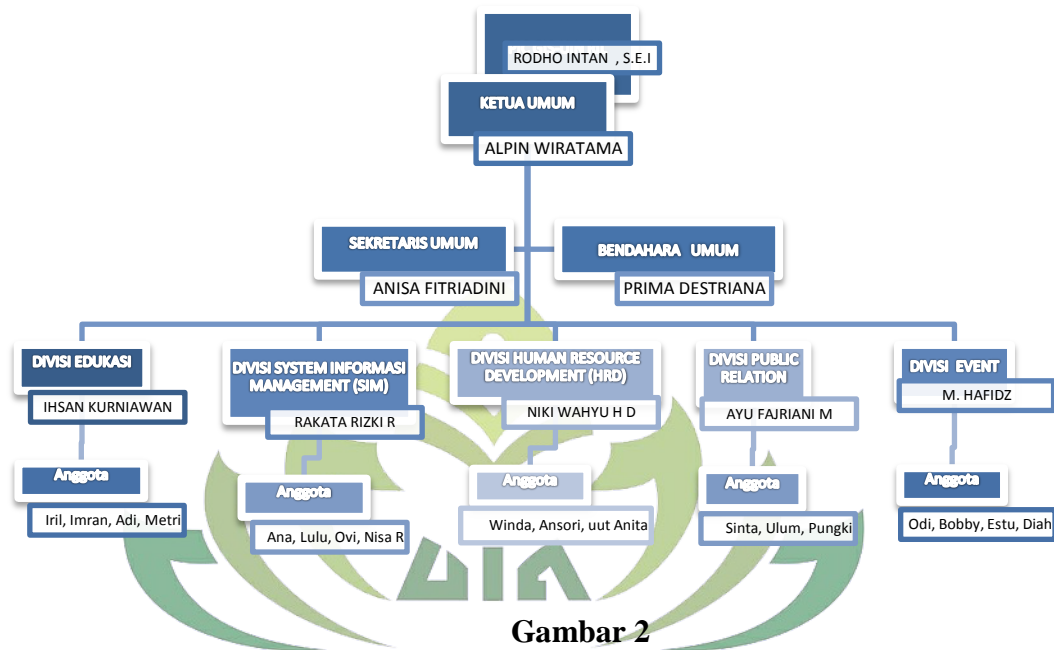 RODHO INTAN , S.E.I
KETUA UMUM
ALPIN WIRATAMA
SEKRETARIS UMUM
ANISA FITRIADINI
BENDAHARA UMUM
PRIMA DESTRIANA
DIVISI EDUKASI
IHSAN KURNIAWAN
Anggota
Iril, Imran, Adi, Metri
DIVISI SYSTEM INFORMASI
MANAGEMENT (SIM)
RAKATA RIZKI R
Anggota
Ana, Lulu, Ovi, Nisa R
DIVISI HUMAN RESOURCE
DEVELOPMENT (HRD)
NIKI WAHYU H D
Anggota
Winda, Ansori, uut Anita
DIVISI PUBLIC
RELATION
AYU FAJRIANI M
Anggota
Sinta, Ulum, Pungki
DIVISI EVENT
M. HAFIDZ
Anggota
Odi, Bobby, Estu, Diah
Gambar 2